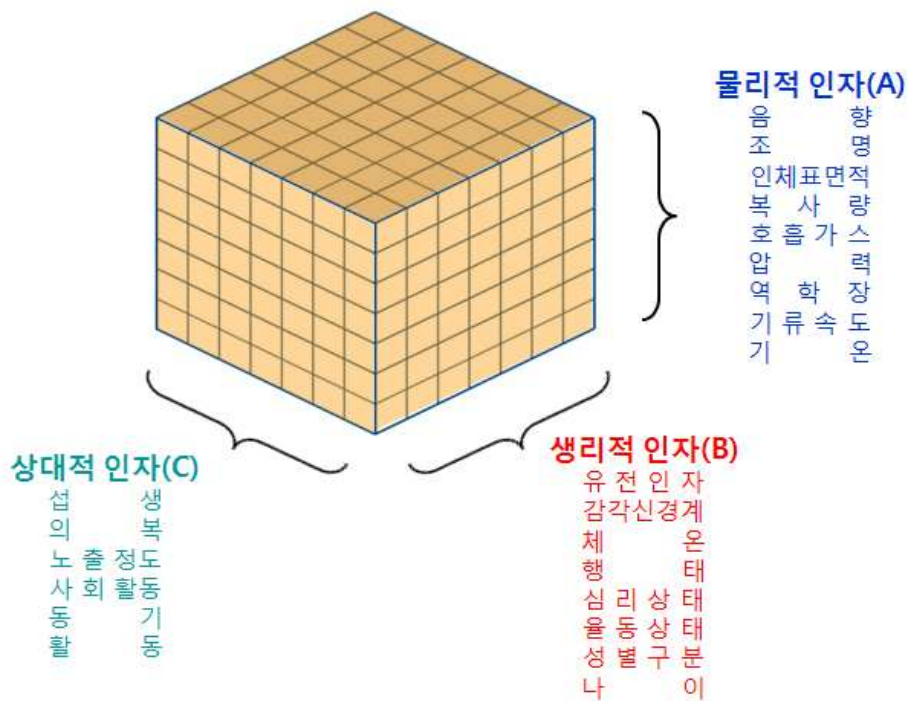 물리적 인자(A)
음 향
조 명
인체표면적
복 사 량
호 흡 가 스
압 력
역 학 장
기 류 속 도
기 온
상대적 인자(C)
섭 생
의 복
노 출 정도
사 회 활동
동 기
활 동
생리적 인자(B)
유 전 인 자
감각신경계
체 온
행 태
심 리 상 태
율 동 상 태
성 별 구 분
나 이